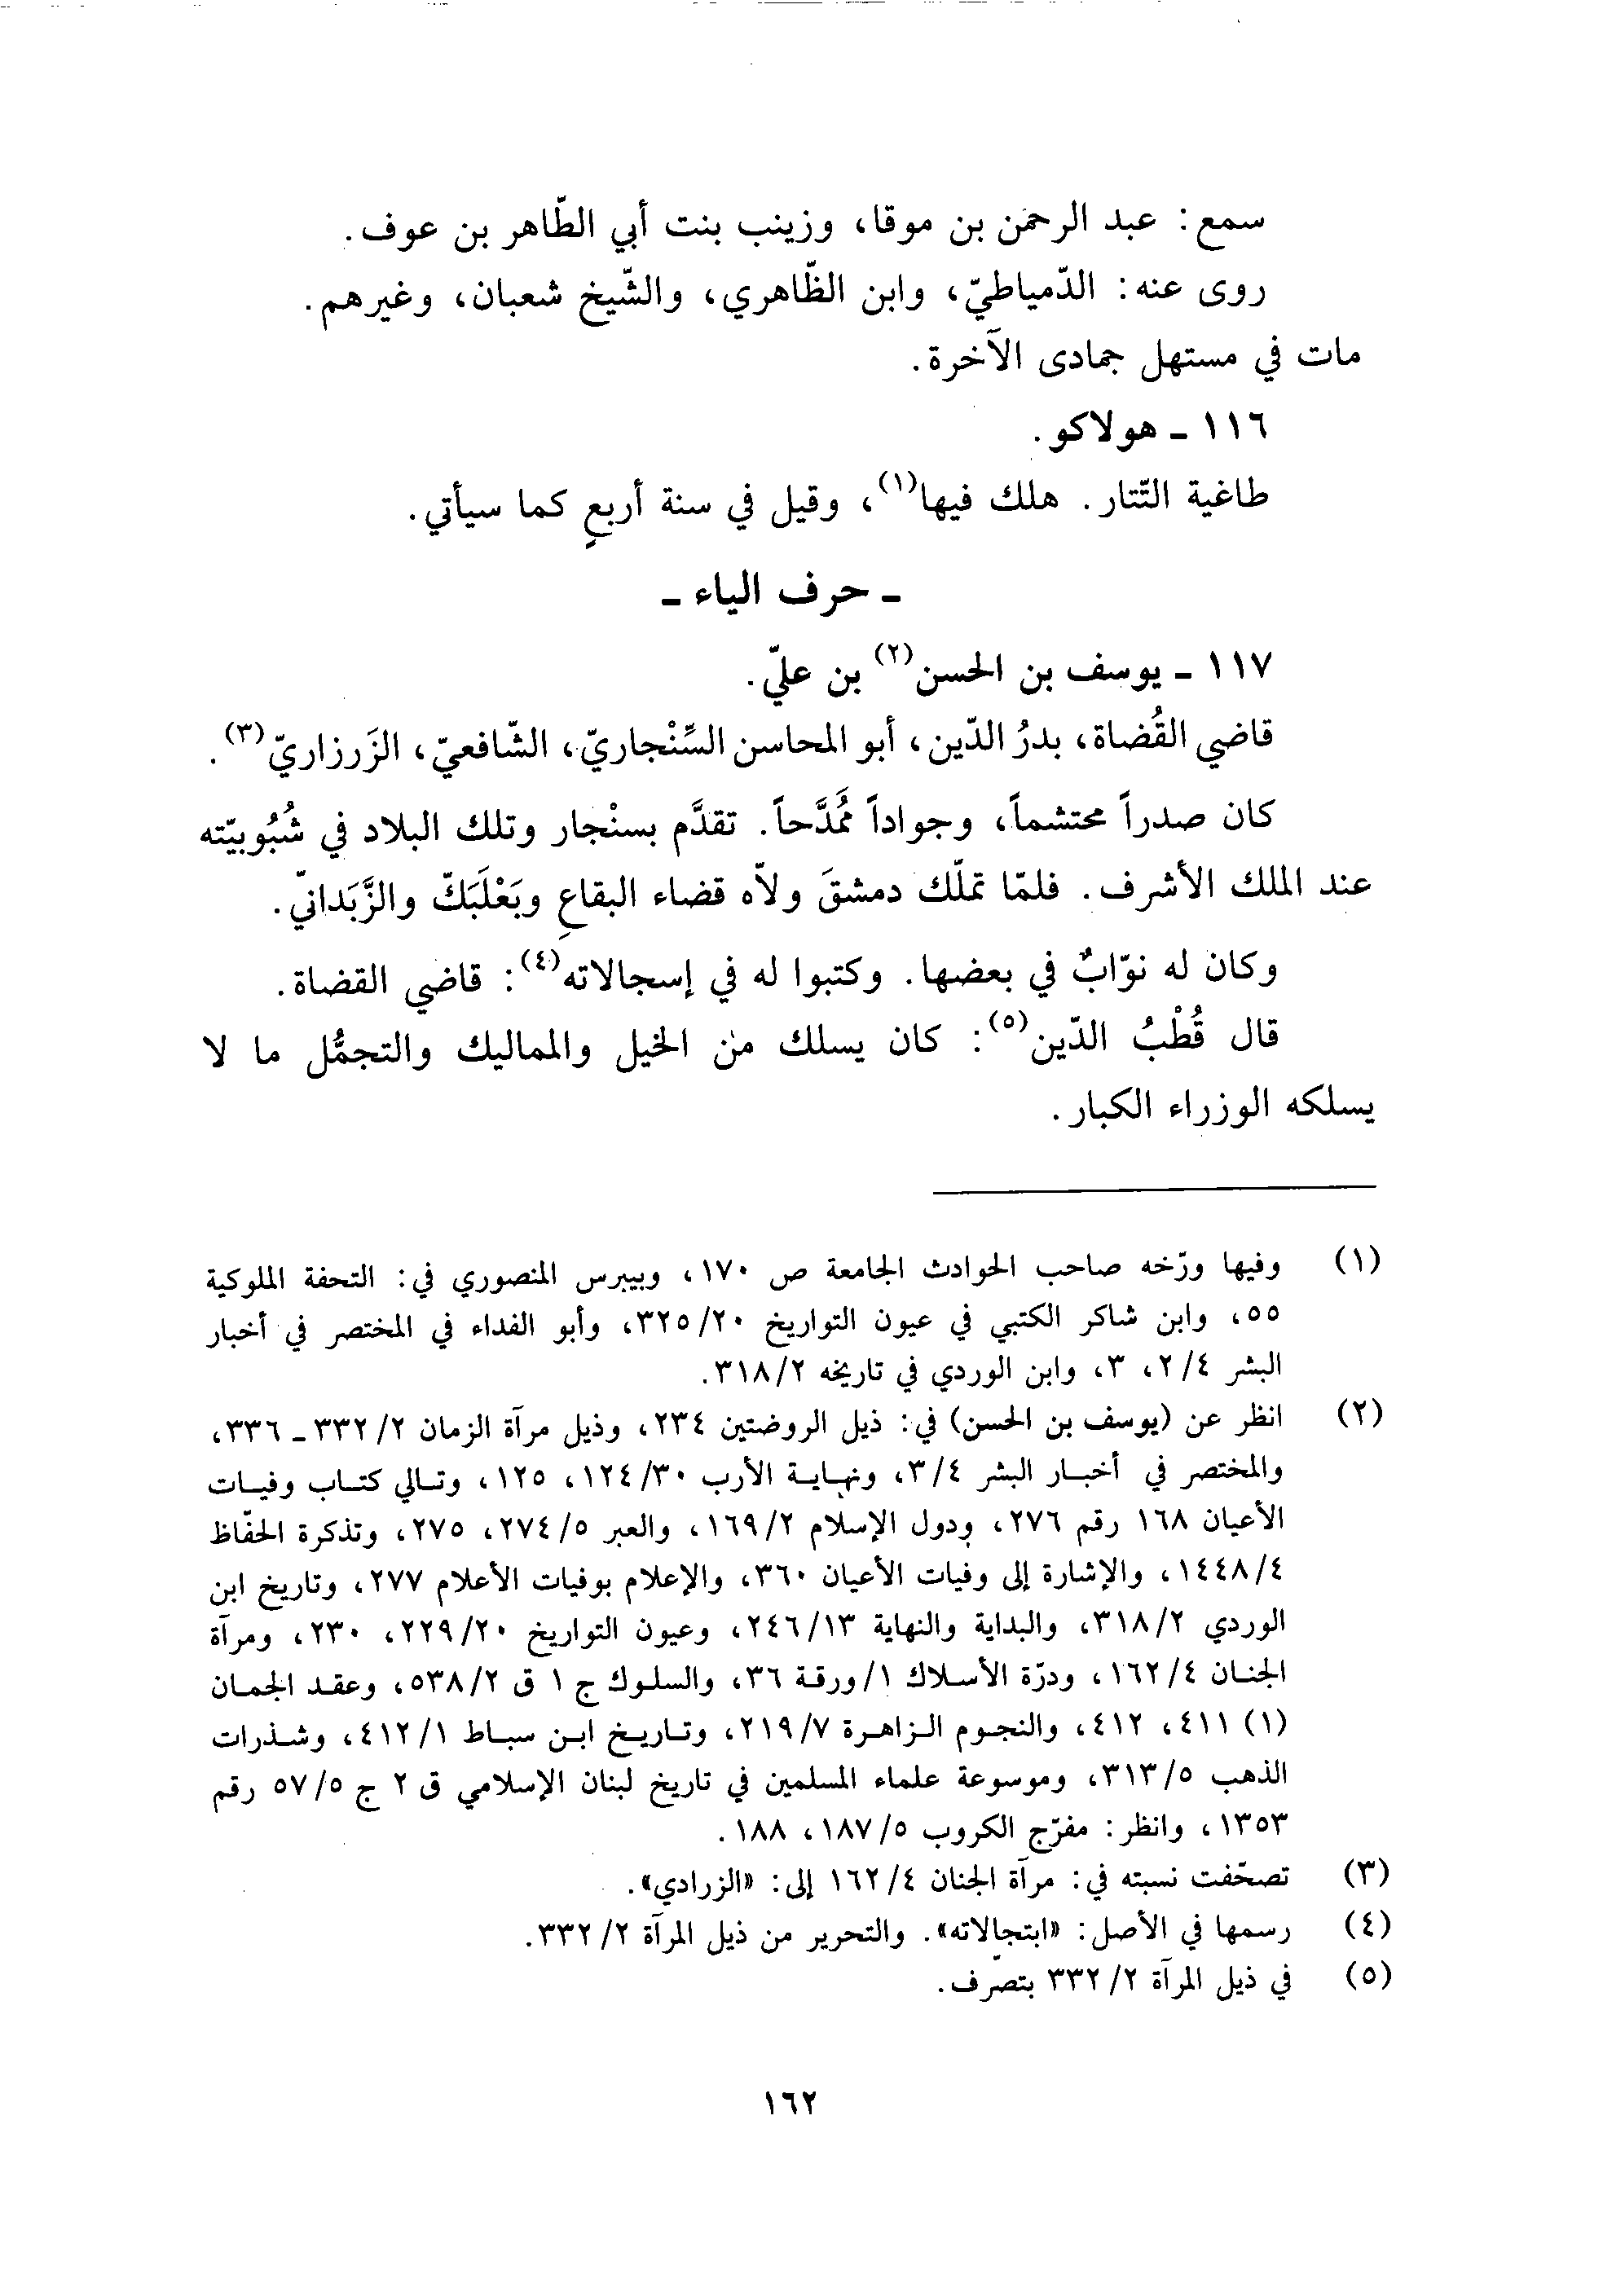 سمع: عبد الرحمن بن موقا، وزينب بنت أبي الطّاهر بن عوف.
روى عنه: الدّمياطيّ، وابن الظّاهري، والشّيخ شعبان، وغيرهم.
مات في مستهل جمادى الآخرة.
١١٦ ـ هولاكو.
طاغية التّتار. هلك فيها(١)، وقيل في سنة أربعٍ كما سيأتي.
ـ حرف الياء ـ
١١٧ ـ يوسف بن الحسن(٢) بن عليّ.
قاضي القُضاة، بدرُ الدّين، أبو المحاسن السِّنْجاريّ، الشّافعيّ، الزَرزاريّ(٣).
كان صدراً محتشماً، وجواداً مُمَدَّحاً. تقدَّم بسنْجار وتلك البلاد في شُبُوبيّته
عند الملك الأشرف. فلمّا تملّك دمشقَ ولاّه قضاء البقاعِ وبَعْلَبَكّ والزَّبَدانيّ.
وكان له نوّابٌ في بعضها. وكتبوا له في إسجالاته(٤): قاضي القضاة.
قال قُطْبُ الدّين(٥): كان يسلك من الخيل والمماليك والتجمُّل ما لا
يسلكه الوزراء الكبار.
(١) وفيها ورّخه صاحب الحوادث الجامعة ص ١٧٠، وبيبرس المنصوري في: التحفة الملوكية
٥٥، وابن شاكر الكتبي في عيون التواريخ ٣٢٥/٢٠، وأبو الفداء في المختصر في أخبار
البشر ٢/٤، ٣، وابن الوردي في تاريخه ٣١٨/٢.
(٢) انظر عن (يوسف بن الحسن) في: ذيل الروضتين ٢٣٤، وذيل مرآة الزمان ٣٣٢/٢ ـ ٣٣٦،
والمختصر في أخبار البشر ٣/٤، ونهاية الأرب ١٢٤/٣٠، ١٢٥، وتالي كتاب وفيات
الأعيان ١٦٨ رقم ٢٧٦، ودول الإسلام ١٦٩/٢، والعبر ٢٧٤/٥، ٢٧٥، وتذكرة الحفّاظ
١٤٤٨/٤، والإشارة إلى وفيات الأعيان ٣٦٠، والإعلام بوفيات الأعلام ٢٧٧، وتاريخ ابن
الوردي ٣١٨/٢، والبداية والنهاية ٢٤٦/١٣، وعيون التواريخ ٢٢٩/٢٠، ٢٣٠، ومرآة
الجنان ١٦٢/٤، ودرّة الأسلاك ١/ورقة ٣٦، والسلوك ج ١ ق ٥٣٨/٢، وعقد الجمان
(١) ٤١١، ٤١٢، والنجوم الزاهرة ٢١٩/٧، وتاريخ ابن سباط ٤١٢/١، وشذرات
الذهب ٣١٣/٥، وموسوعة علماء المسلمين في تاريخ لبنان الإسلامي ق ٢ ج ٥٧/٥ رقم
١٣٥٣، وانظر: مفرّج الكروب ١٨٧/٥، ١٨٨.
(٣) تصحّفت نسبته في: مرآة الجنان ١٦٢/٤ إلى: «الزرادي».
(٤) رسمها في الأصل: «ابتجالاته». والتحرير من ذيل المرآة ٣٣٢/٢.
(٥) في ذيل المرآة ٣٣٢/٢ بتصرّف.
١٦٢